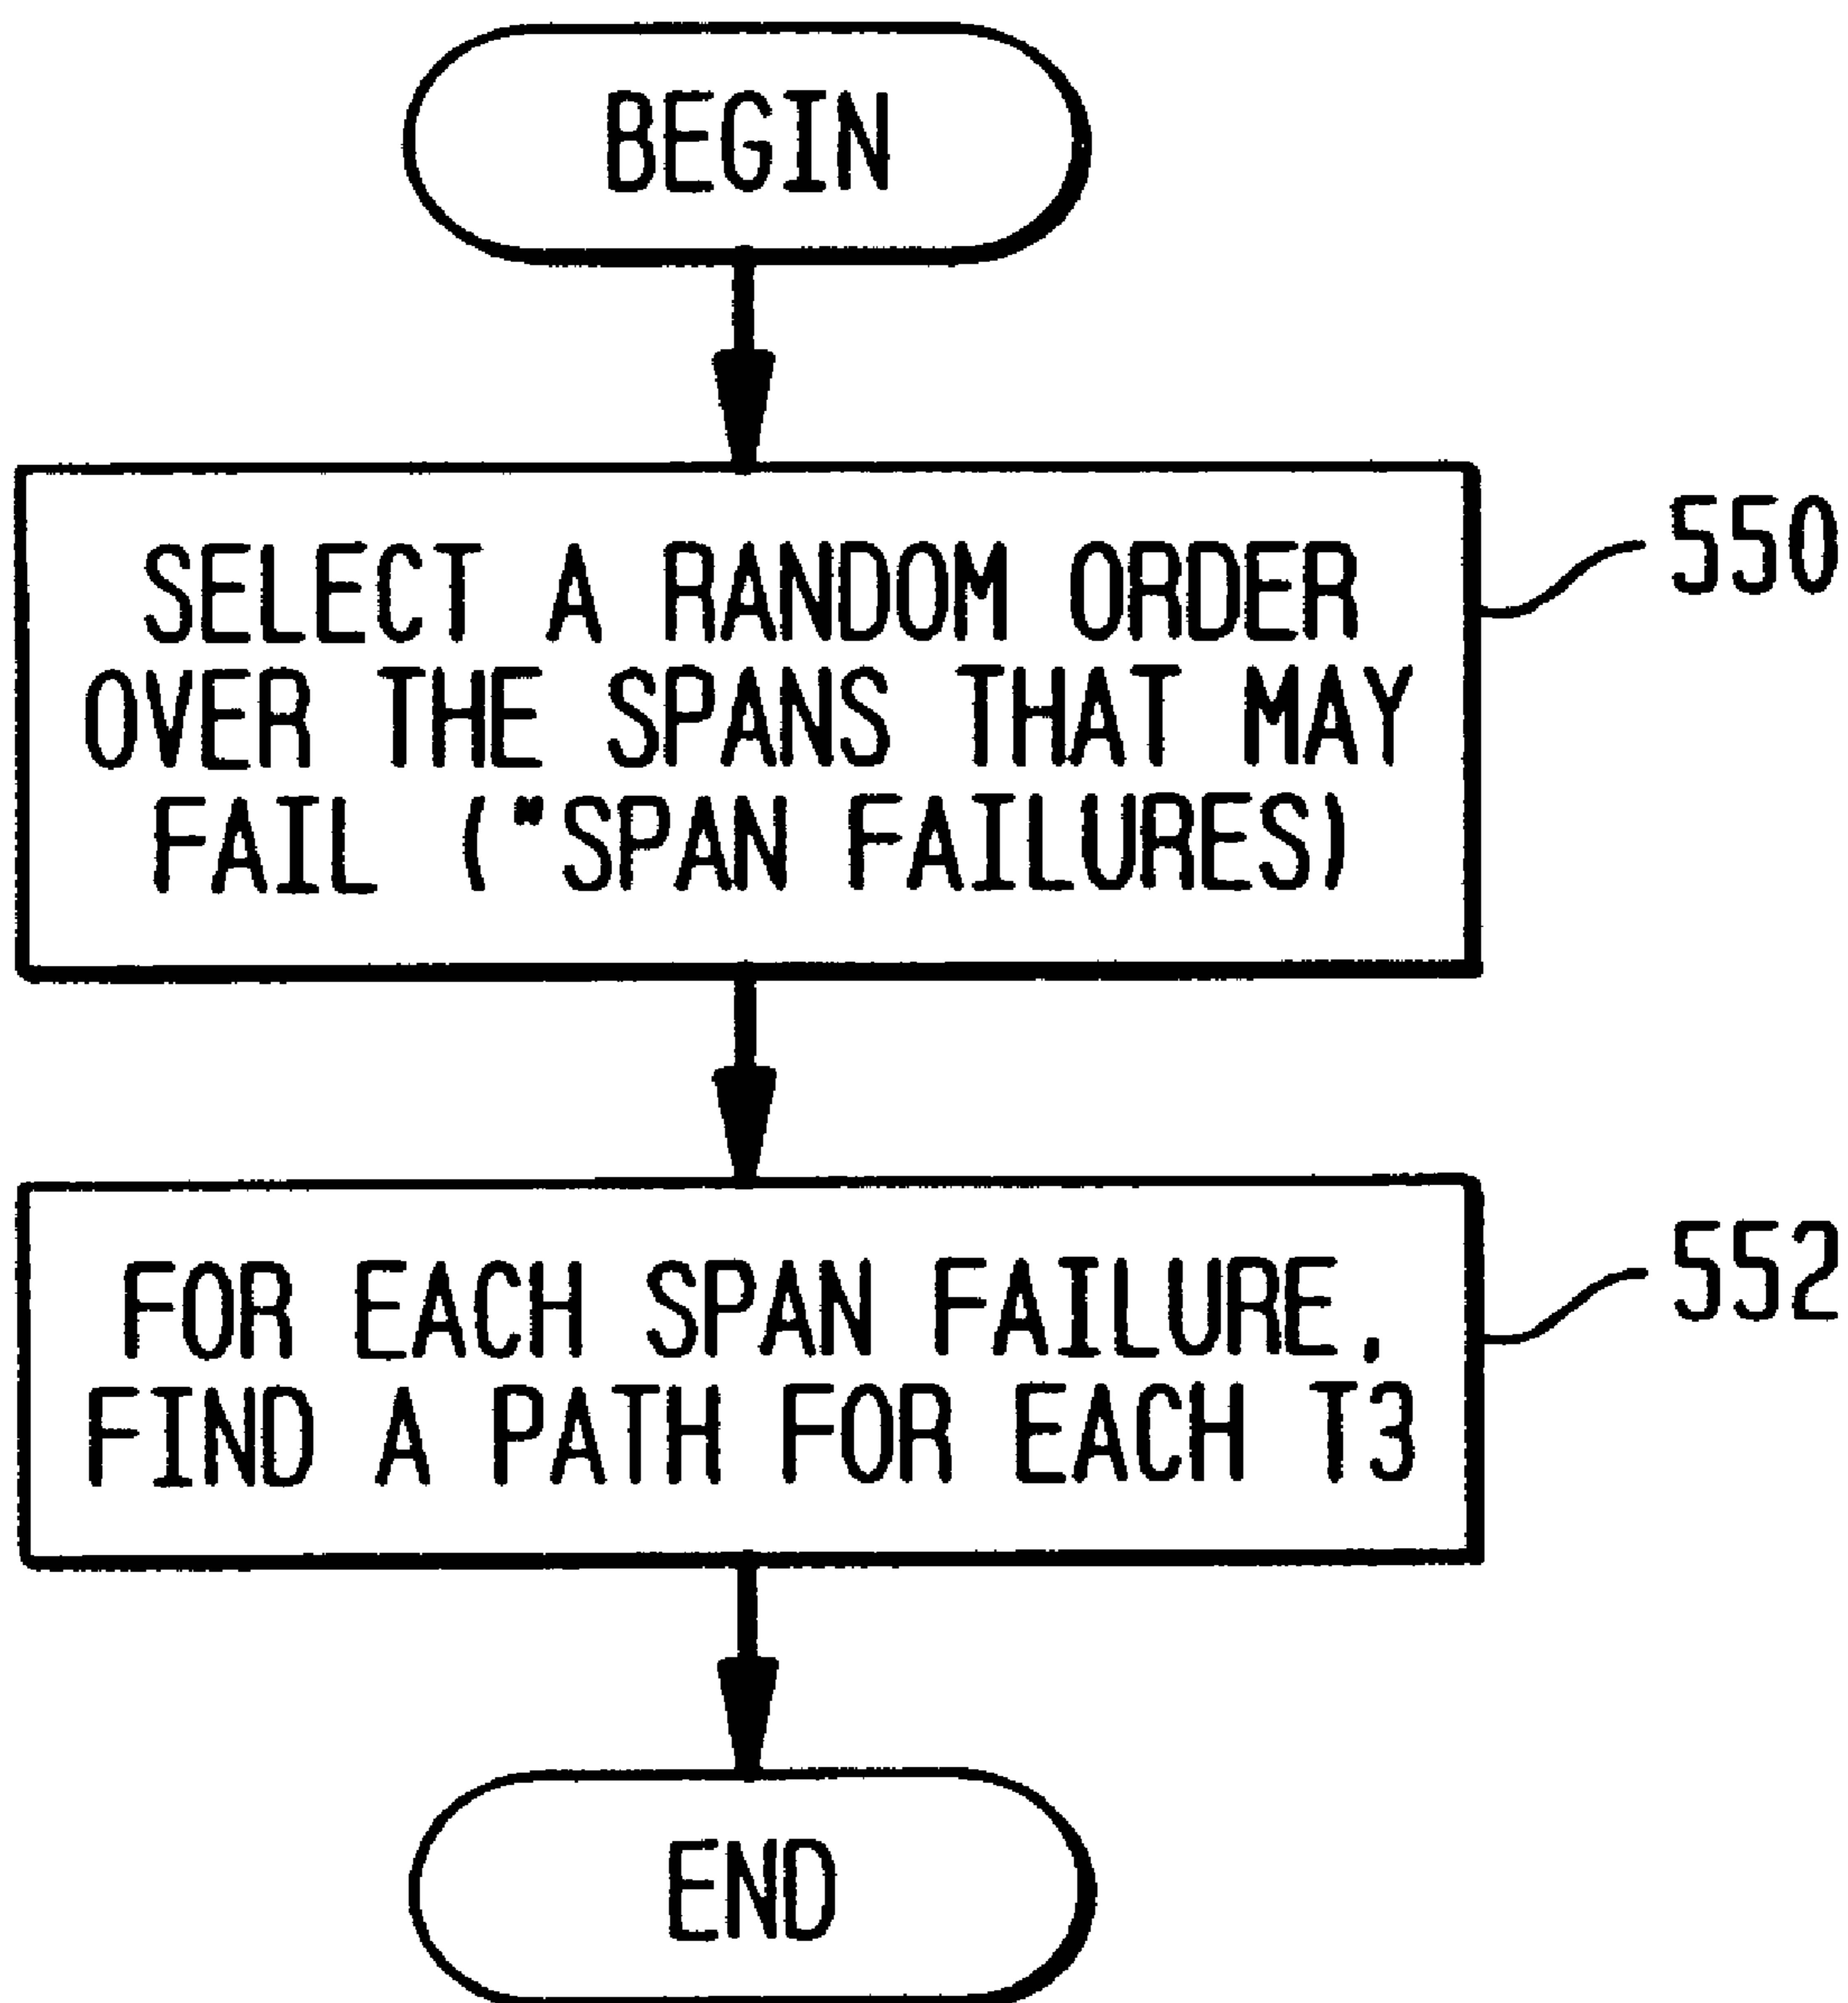 BEGIN
SELECT A RANDOM ORDER
OVER THE SPANS THAT MAY
FAIL ("SPAN FAILURES)
550
FOR EACH SPAN FAILURE,
FIND A PATH FOR EACH T3
552
END